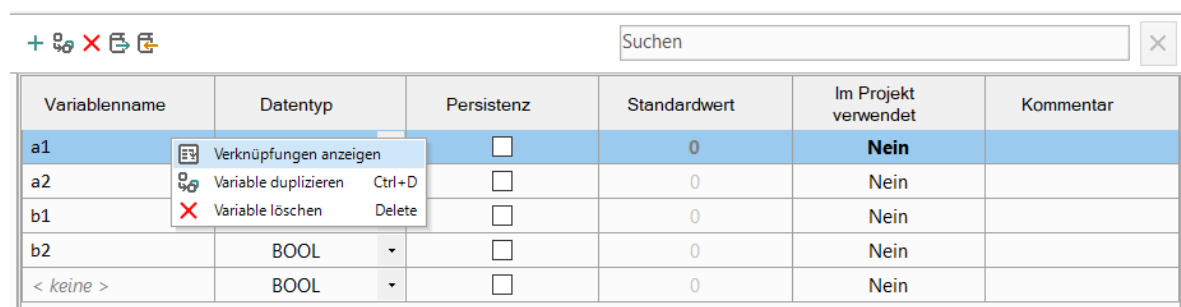 Suchen
Variablenname Datentyp Persistenz Standardwert Im Projekt verwendet Kommentar
a1 0 Nein
Verknüpfungen anzeigen
a2 0 Nein
Variable duplizieren Ctrl+D
b1 0 Nein
Variable löschen Delete
b2 BOOL 0 Nein
< keine > BOOL 0 Nein